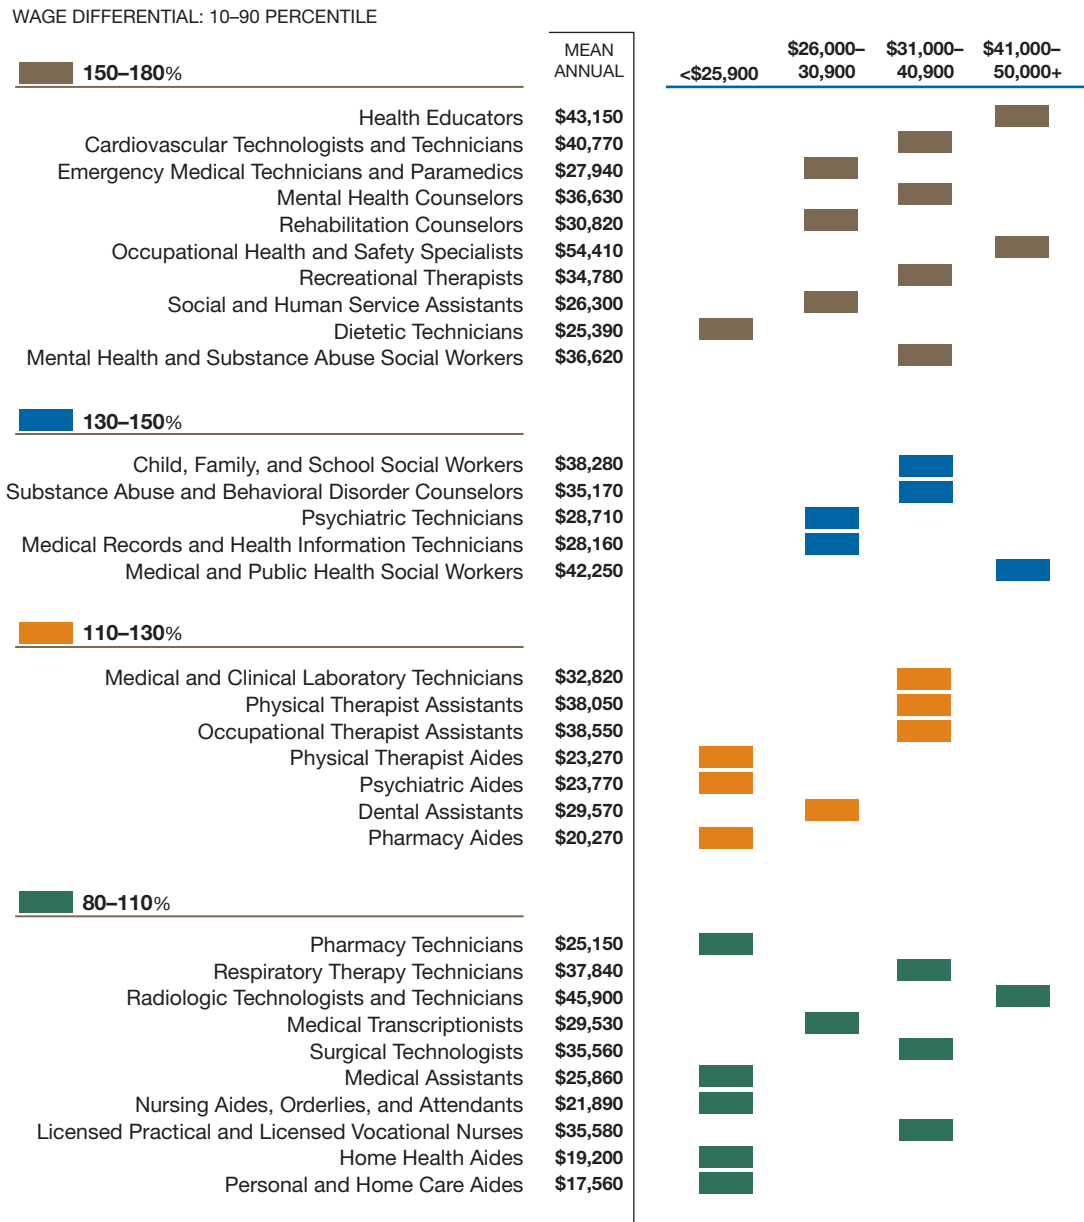 WAGE DIFFERENTIAL: 10–90 PERCENTILE
MEAN
ANNUAL
<$25,900
$26,000–
30,900
$31,000–
40,900
$41,000–
50,000+
150–180%
Health Educators $43,150
Cardiovascular Technologists and Technicians $40,770
Emergency Medical Technicians and Paramedics $27,940
Mental Health Counselors $36,630
Rehabilitation Counselors $30,820
Occupational Health and Safety Specialists $54,410
Recreational Therapists $34,780
Social and Human Service Assistants $26,300
Dietetic Technicians $25,390
Mental Health and Substance Abuse Social Workers $36,620
130–150%
Child, Family, and School Social Workers $38,280
Substance Abuse and Behavioral Disorder Counselors $35,170
Psychiatric Technicians $28,710
Medical Records and Health Information Technicians $28,160
Medical and Public Health Social Workers $42,250
110–130%
Medical and Clinical Laboratory Technicians $32,820
Physical Therapist Assistants $38,050
Occupational Therapist Assistants $38,550
Physical Therapist Aides $23,270
Psychiatric Aides $23,770
Dental Assistants $29,570
Pharmacy Aides $20,270
80–110%
Pharmacy Technicians $25,150
Respiratory Therapy Technicians $37,840
Radiologic Technologists and Technicians $45,900
Medical Transcriptionists $29,530
Surgical Technologists $35,560
Medical Assistants $25,860
Nursing Aides, Orderlies, and Attendants $21,890
Licensed Practical and Licensed Vocational Nurses $35,580
Home Health Aides $19,200
Personal and Home Care Aides $17,560